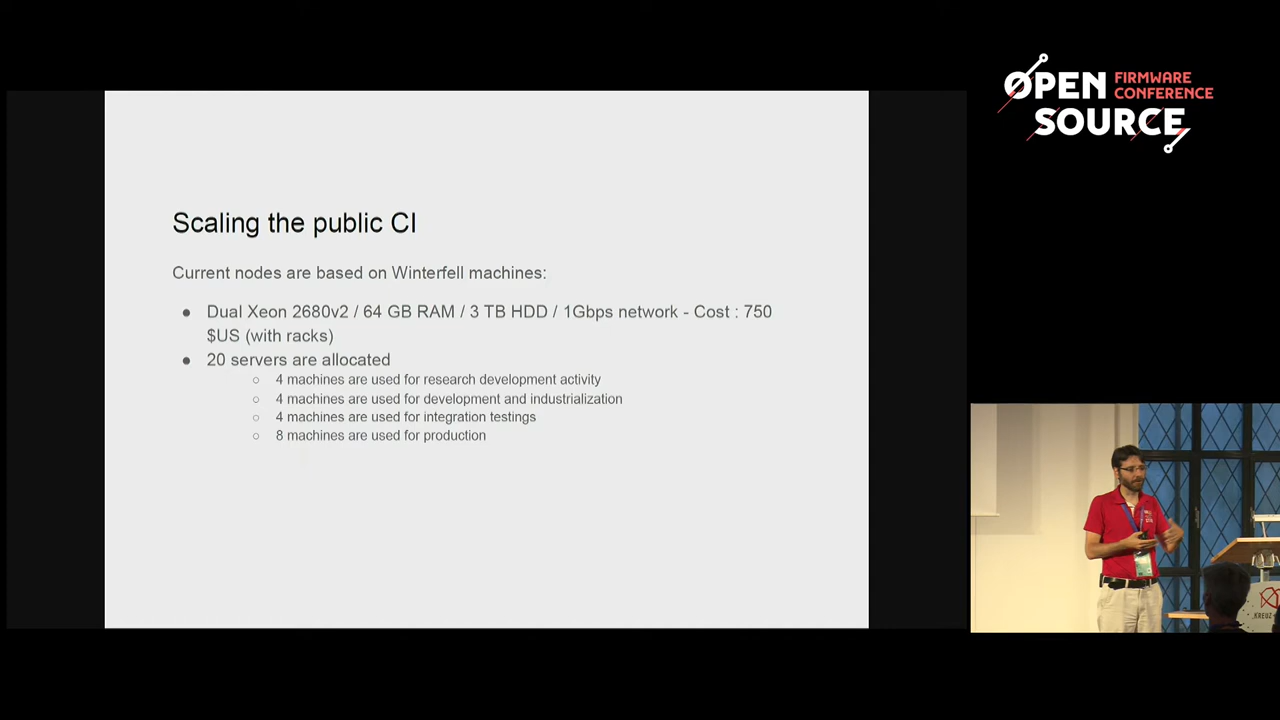 OPEN FIRMWARE
CONFERENCE
SOURCE
Scaling the public CI
Current nodes are based on Winterfell machines:
● Dual Xeon 2680v2 / 64 GB RAM / 3 TB HDD / 1Gbps network - Cost : 750
$US (with racks)
● 20 servers are allocated
○ 4 machines are used for research development activity
○ 4 machines are used for development and industrialization
○ 4 machines are used for integration testings
○ 8 machines are used for production
KREUZ